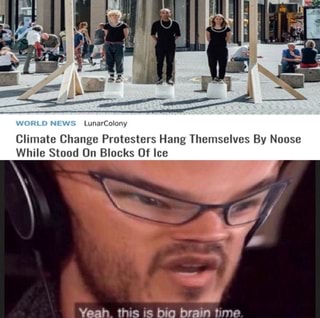 WORLD NEWS LunarColony
Climate Change Protesters Hang Themselves By Noose
While Stood On Blocks Of Ice
Yeah, this is big brain time.